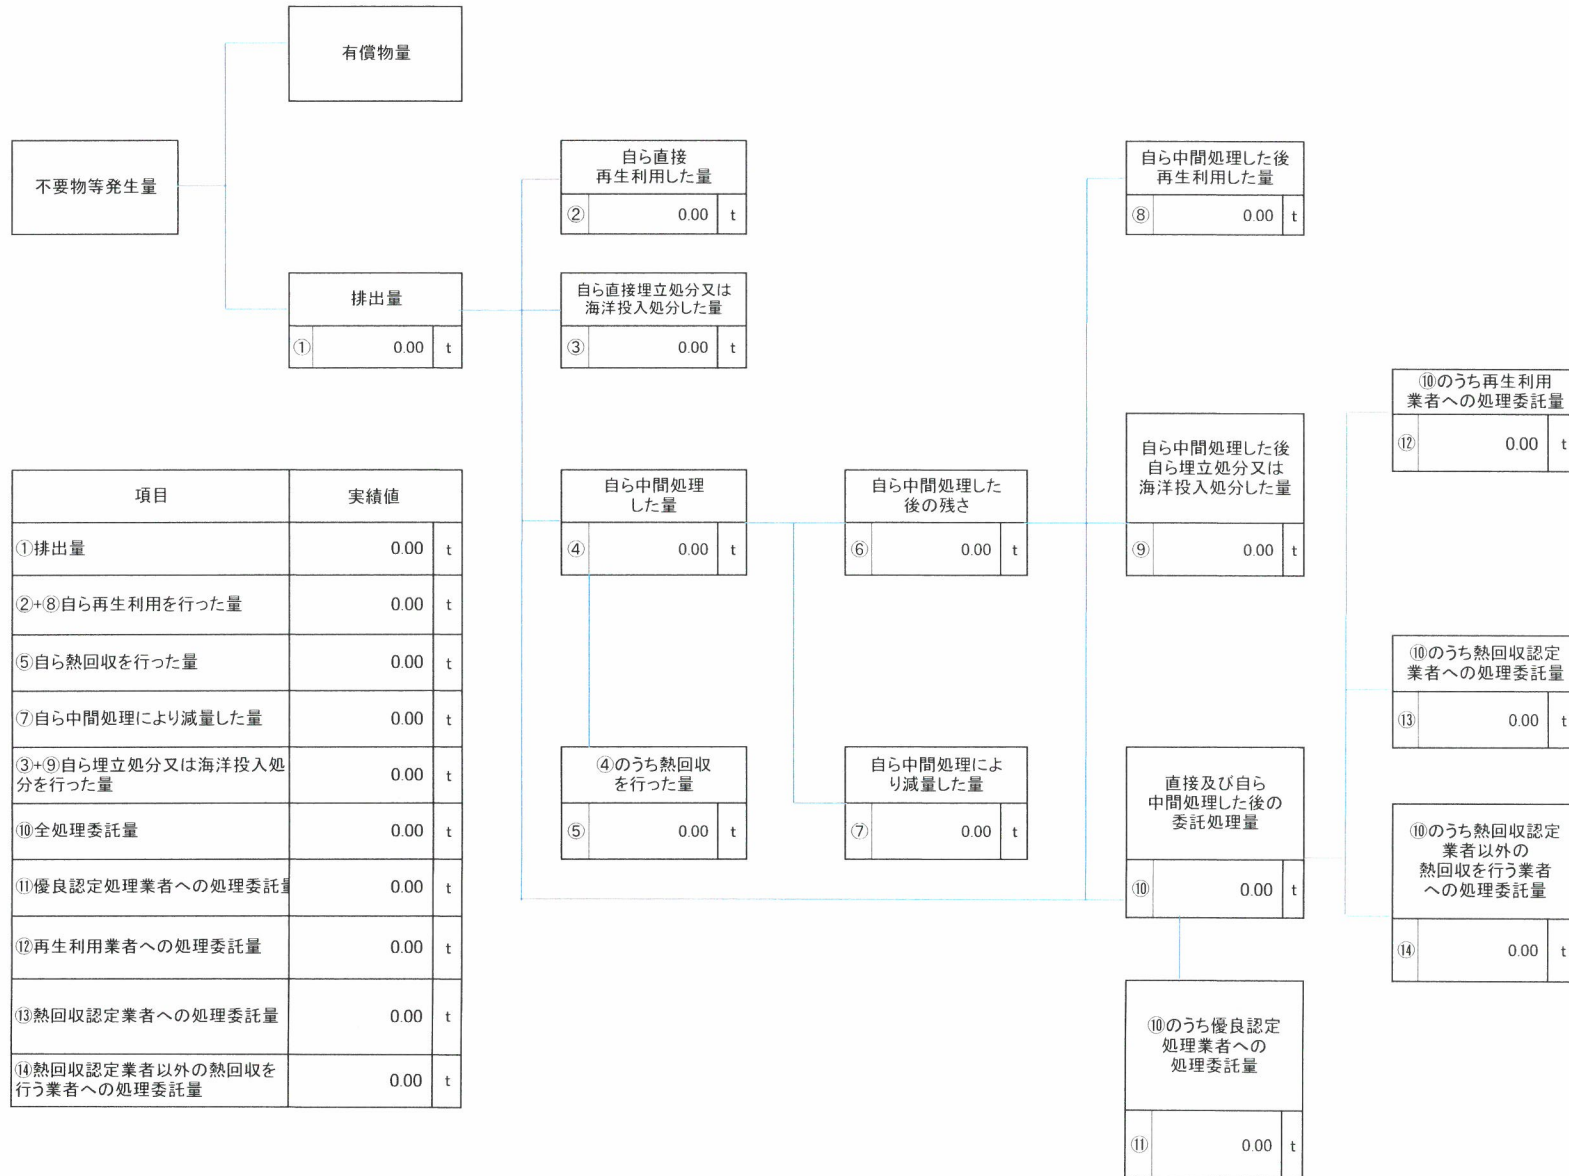 有償物量
不要物等発生量
排出量
① 0.00 t
自ら直接
再生利用した量
② 0.00 t
自ら直接埋立処分又は
海洋投入処分した量
③ 0.00 t
自ら中間処理
した量
④ 0.00 t
④のうち熱回収
を行った量
⑤ 0.00 t
自ら中間処理した
後の残さ
⑥ 0.00 t
自ら中間処理によ
り減量した量
⑦ 0.00 t
自ら中間処理した後
再生利用した量
⑧ 0.00 t
自ら中間処理した後
自ら埋立処分又は
海洋投入処分した量
⑨ 0.00 t
直接及び自ら
中間処理した後の
委託処理量
⑩ 0.00 t
⑩のうち優良認定
処理業者への
処理委託量
⑪ 0.00 t
⑩のうち再生利用
業者への処理委託量
⑫ 0.00 t
⑩のうち熱回収認定
業者への処理委託量
⑬ 0.00 t
⑩のうち熱回収認定
業者以外の
熱回収を行う業者
への処理委託量
⑭ 0.00 t
項目 実績値
①排出量 0.00 t
②+⑧自ら再生利用を行った量 0.00 t
⑤自ら熱回収を行った量 0.00 t
⑦自ら中間処理により減量した量 0.00 t
③+⑨自ら埋立処分又は海洋投入処
分を行った量 0.00 t
⑩全処理委託量 0.00 t
⑪優良認定処理業者への処理委託量 0.00 t
⑫再生利用業者への処理委託量 0.00 t
⑬熱回収認定業者への処理委託量 0.00 t
⑭熱回収認定業者以外の熱回収を
行う業者への処理委託量 0.00 t